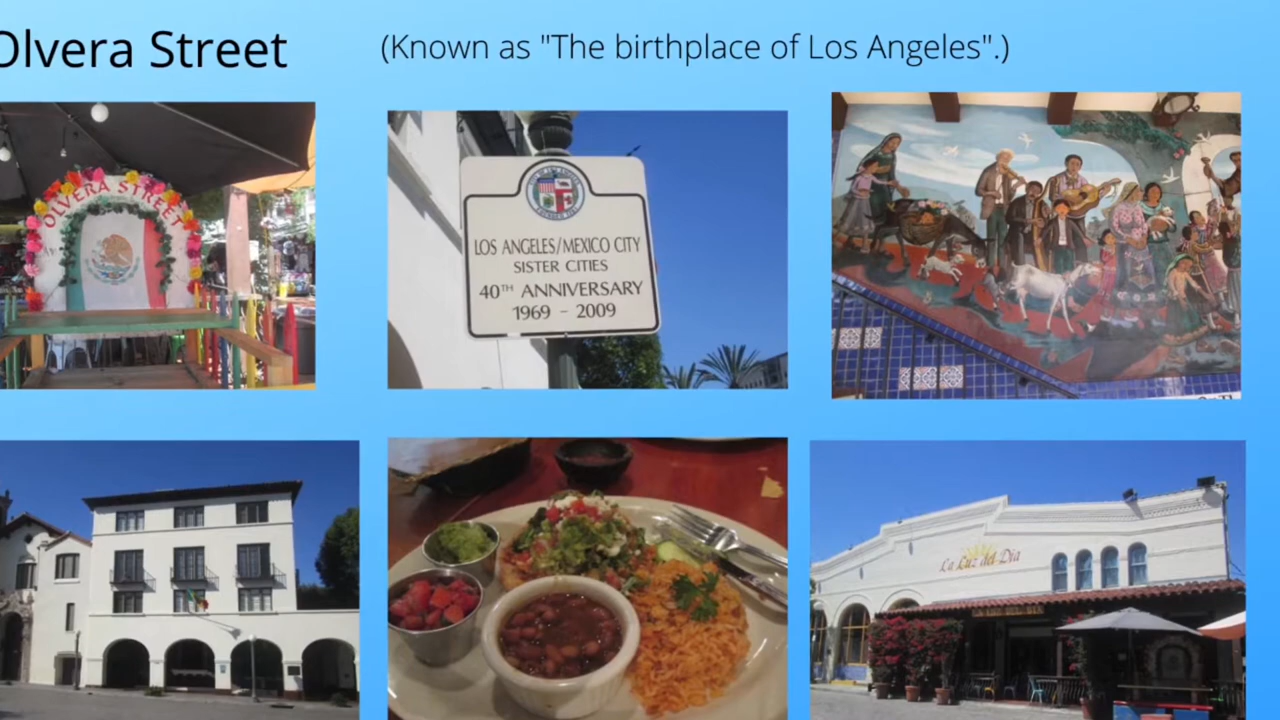 Olvera Street
(Known as "The birthplace of Los Angeles".)
OLVERA STREET
LOS ANGELES/MEXICO CITY
SISTER CITIES
40TH ANNIVERSARY
1969 - 2009
La Luz del Día